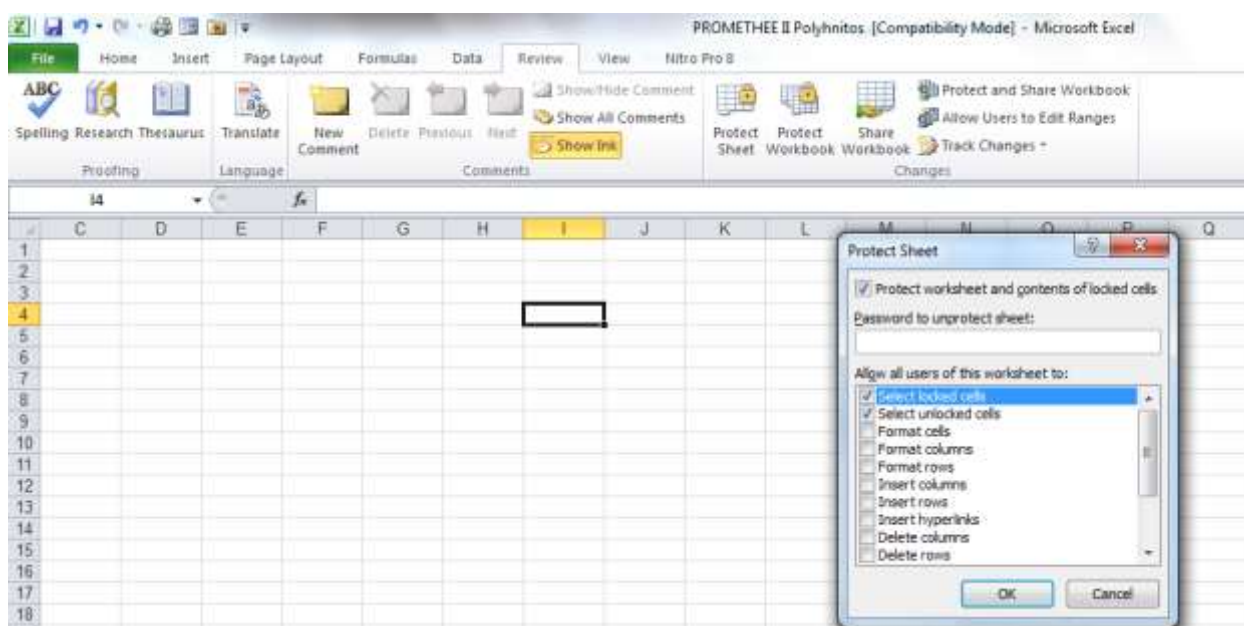 PROMETHEE II Polyhnitos [Compatibility Mode] - Microsoft Excel
File Home Insert Page Layout Formulas Data Review View Nitro Pro 8
ABC
Spelling Research Thesaurus Translate New Comment Delete Previous Next Show/Hide Comment Show All Comments Show Ink Protect Sheet Protect Workbook Share Workbook Protect and Share Workbook Allow Users to Edit Ranges Track Changes
Proofing Language Comments Changes
I4 fx
C D E F G H I J K L M N O P Q
1
2
3
4
5
6
7
8
9
10
11
12
13
14
15
16
17
18
Protect Sheet
Protect worksheet and contents of locked cells
Password to unprotect sheet:
Allow all users of this worksheet to:
Select locked cells
Select unlocked cells
Format cells
Format columns
Format rows
Insert columns
Insert rows
Insert hyperlinks
Delete columns
Delete rows
OK Cancel